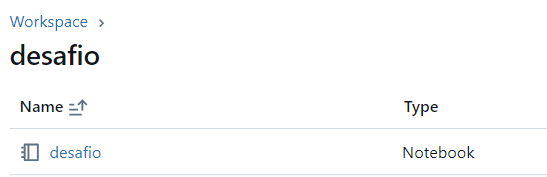 Workspace
desafio
Name Type
desafio Notebook